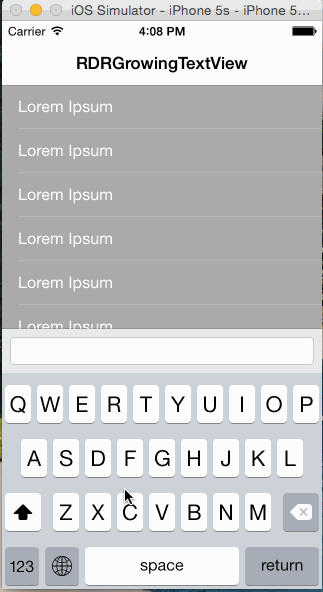 iOS Simulator - iPhone 5s - iPhone 5...
Carrier 4:08 PM
RDRGrowingTextView
Lorem Ipsum
Lorem Ipsum
Lorem Ipsum
Lorem Ipsum
Lorem Ipsum
Lorem Ipsum
Q W E R T Y U I O P
A S D F G H J K L
Z X C V B N M
123 space return